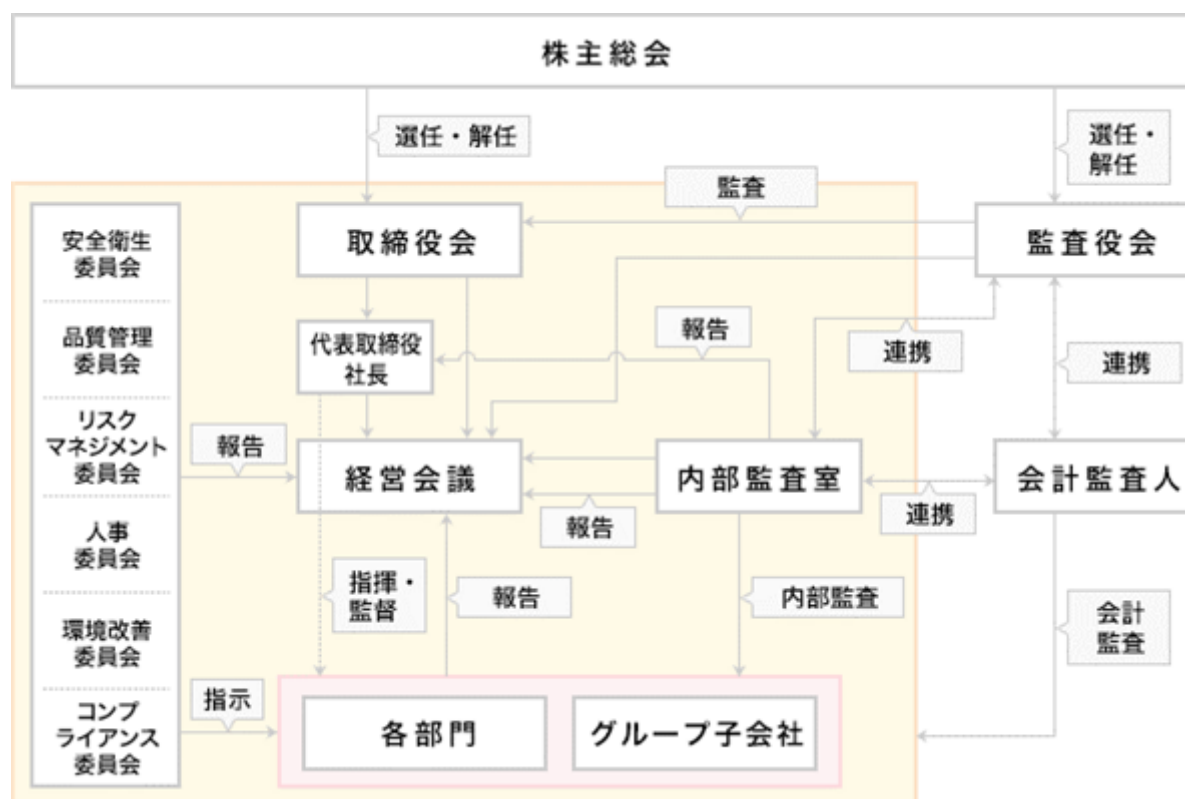 株主総会
選任・解任
選任・
解任
監査
取締役会
監査役会
安全衛生
委員会
品質管理
委員会
リスク
マネジメント
委員会
人事
委員会
環境改善
委員会
コンプ
ライアンス
委員会
代表取締役
社長
報告
連携
連携
報告
経営会議
内部監査室
会計監査人
報告
連携
指揮・
監督
報告
内部監査
会計
監査
指示
各部門
グループ子会社